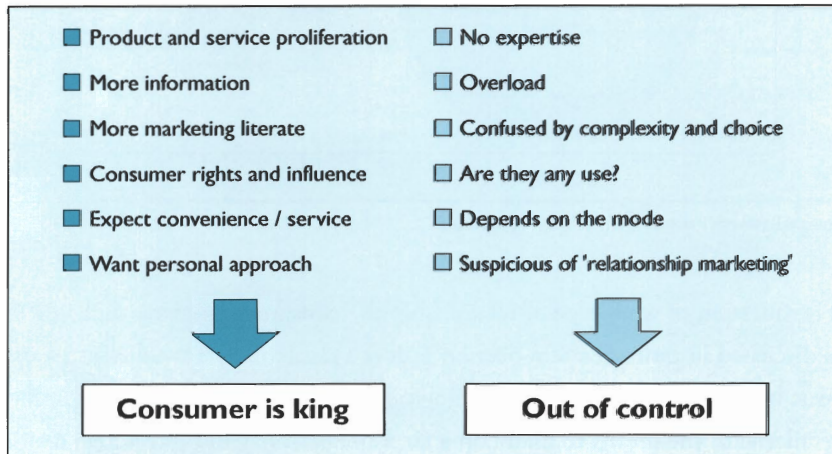 Product and service proliferation
More information
More marketing literate
Consumer rights and influence
Expect convenience / service
Want personal approach
Consumer is king
No expertise
Overload
Confused by complexity and choice
Are they any use?
Depends on the mode
Suspicious of 'relationship marketing'
Out of control